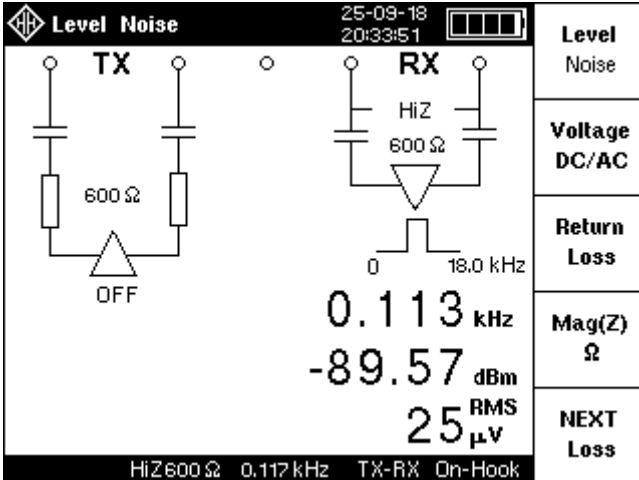 Level Noise
25-09-18
20:33:51
TX
RX
HiZ
600 Ω
600 Ω
OFF
0
18.0 kHz
0.113 kHz
-89.57 dBm
25 RMS
µV
HiZ600 Ω 0.117 kHz TX-RX On-Hook
Level
Noise
Voltage
DC/AC
Return
Loss
Mag(Z)
Ω
NEXT
Loss